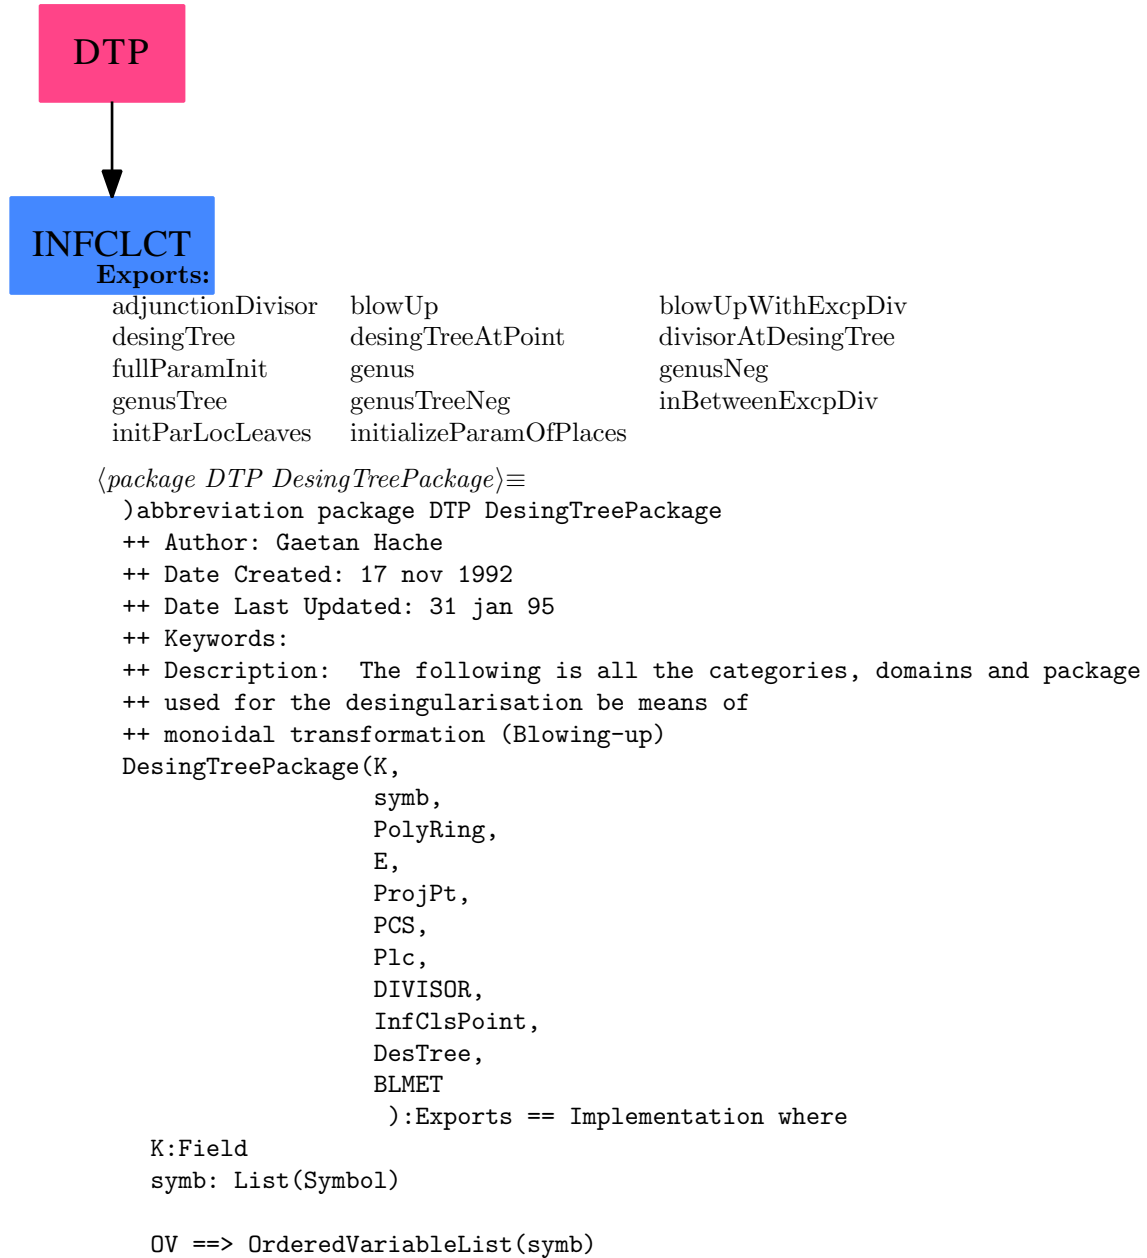 DTP
INFCLCT
Exports:
adjunctionDivisor blowUp blowUpWithExcpDiv
desingTree desingTreeAtPoint divisorAtDesingTree
fullParamInit genus genusNeg
genusTree genusTreeNeg inBetweenExcpDiv
initParLocLeaves initializeParamOfPlaces
⟨package DTP DesingTreePackage⟩≡
)abbreviation package DTP DesingTreePackage
++ Author: Gaetan Hache
++ Date Created: 17 nov 1992
++ Date Last Updated: 31 jan 95
++ Keywords:
++ Description:  The following is all the categories, domains and package
++ used for the desingularisation be means of
++ monoidal transformation (Blowing-up)
DesingTreePackage(K,
symb,
PolyRing,
E,
ProjPt,
PCS,
Plc,
DIVISOR,
InfClsPoint,
DesTree,
BLMET
):Exports == Implementation where
K:Field
symb: List(Symbol)
OV ==> OrderedVariableList(symb)